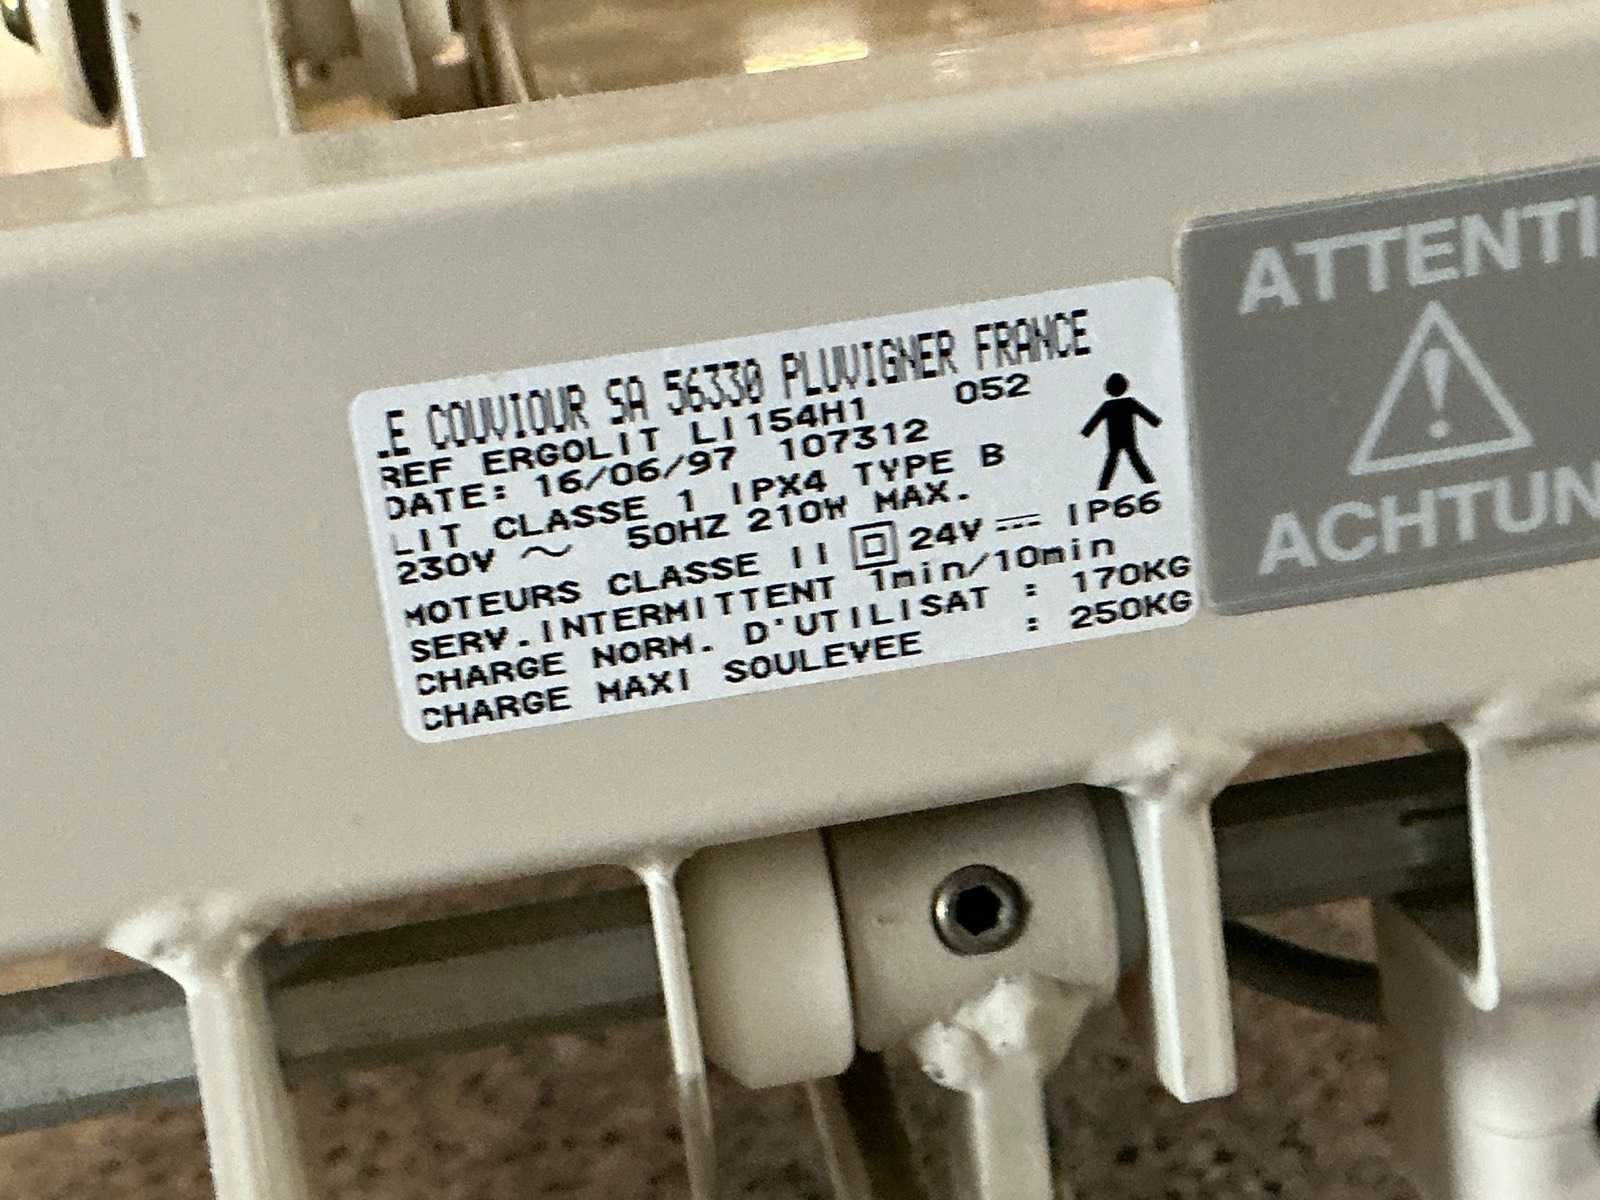 LE COUVIOUR SA 56330 PLUVIGNER FRANCE
REF ERGOLIT LI154H1 052
DATE: 16/06/97 107312
LIT CLASSE 1 IPX4 TYPE B
230V ~ 50HZ 210W MAX.
MOTEURS CLASSE II 24V ⎓ IP66
SERV.INTERMITTENT 1min/10min
CHARGE NORM. D'UTILISAT : 170KG
CHARGE MAXI SOULEVEE : 250KG
ATTENTI
ACHTUN